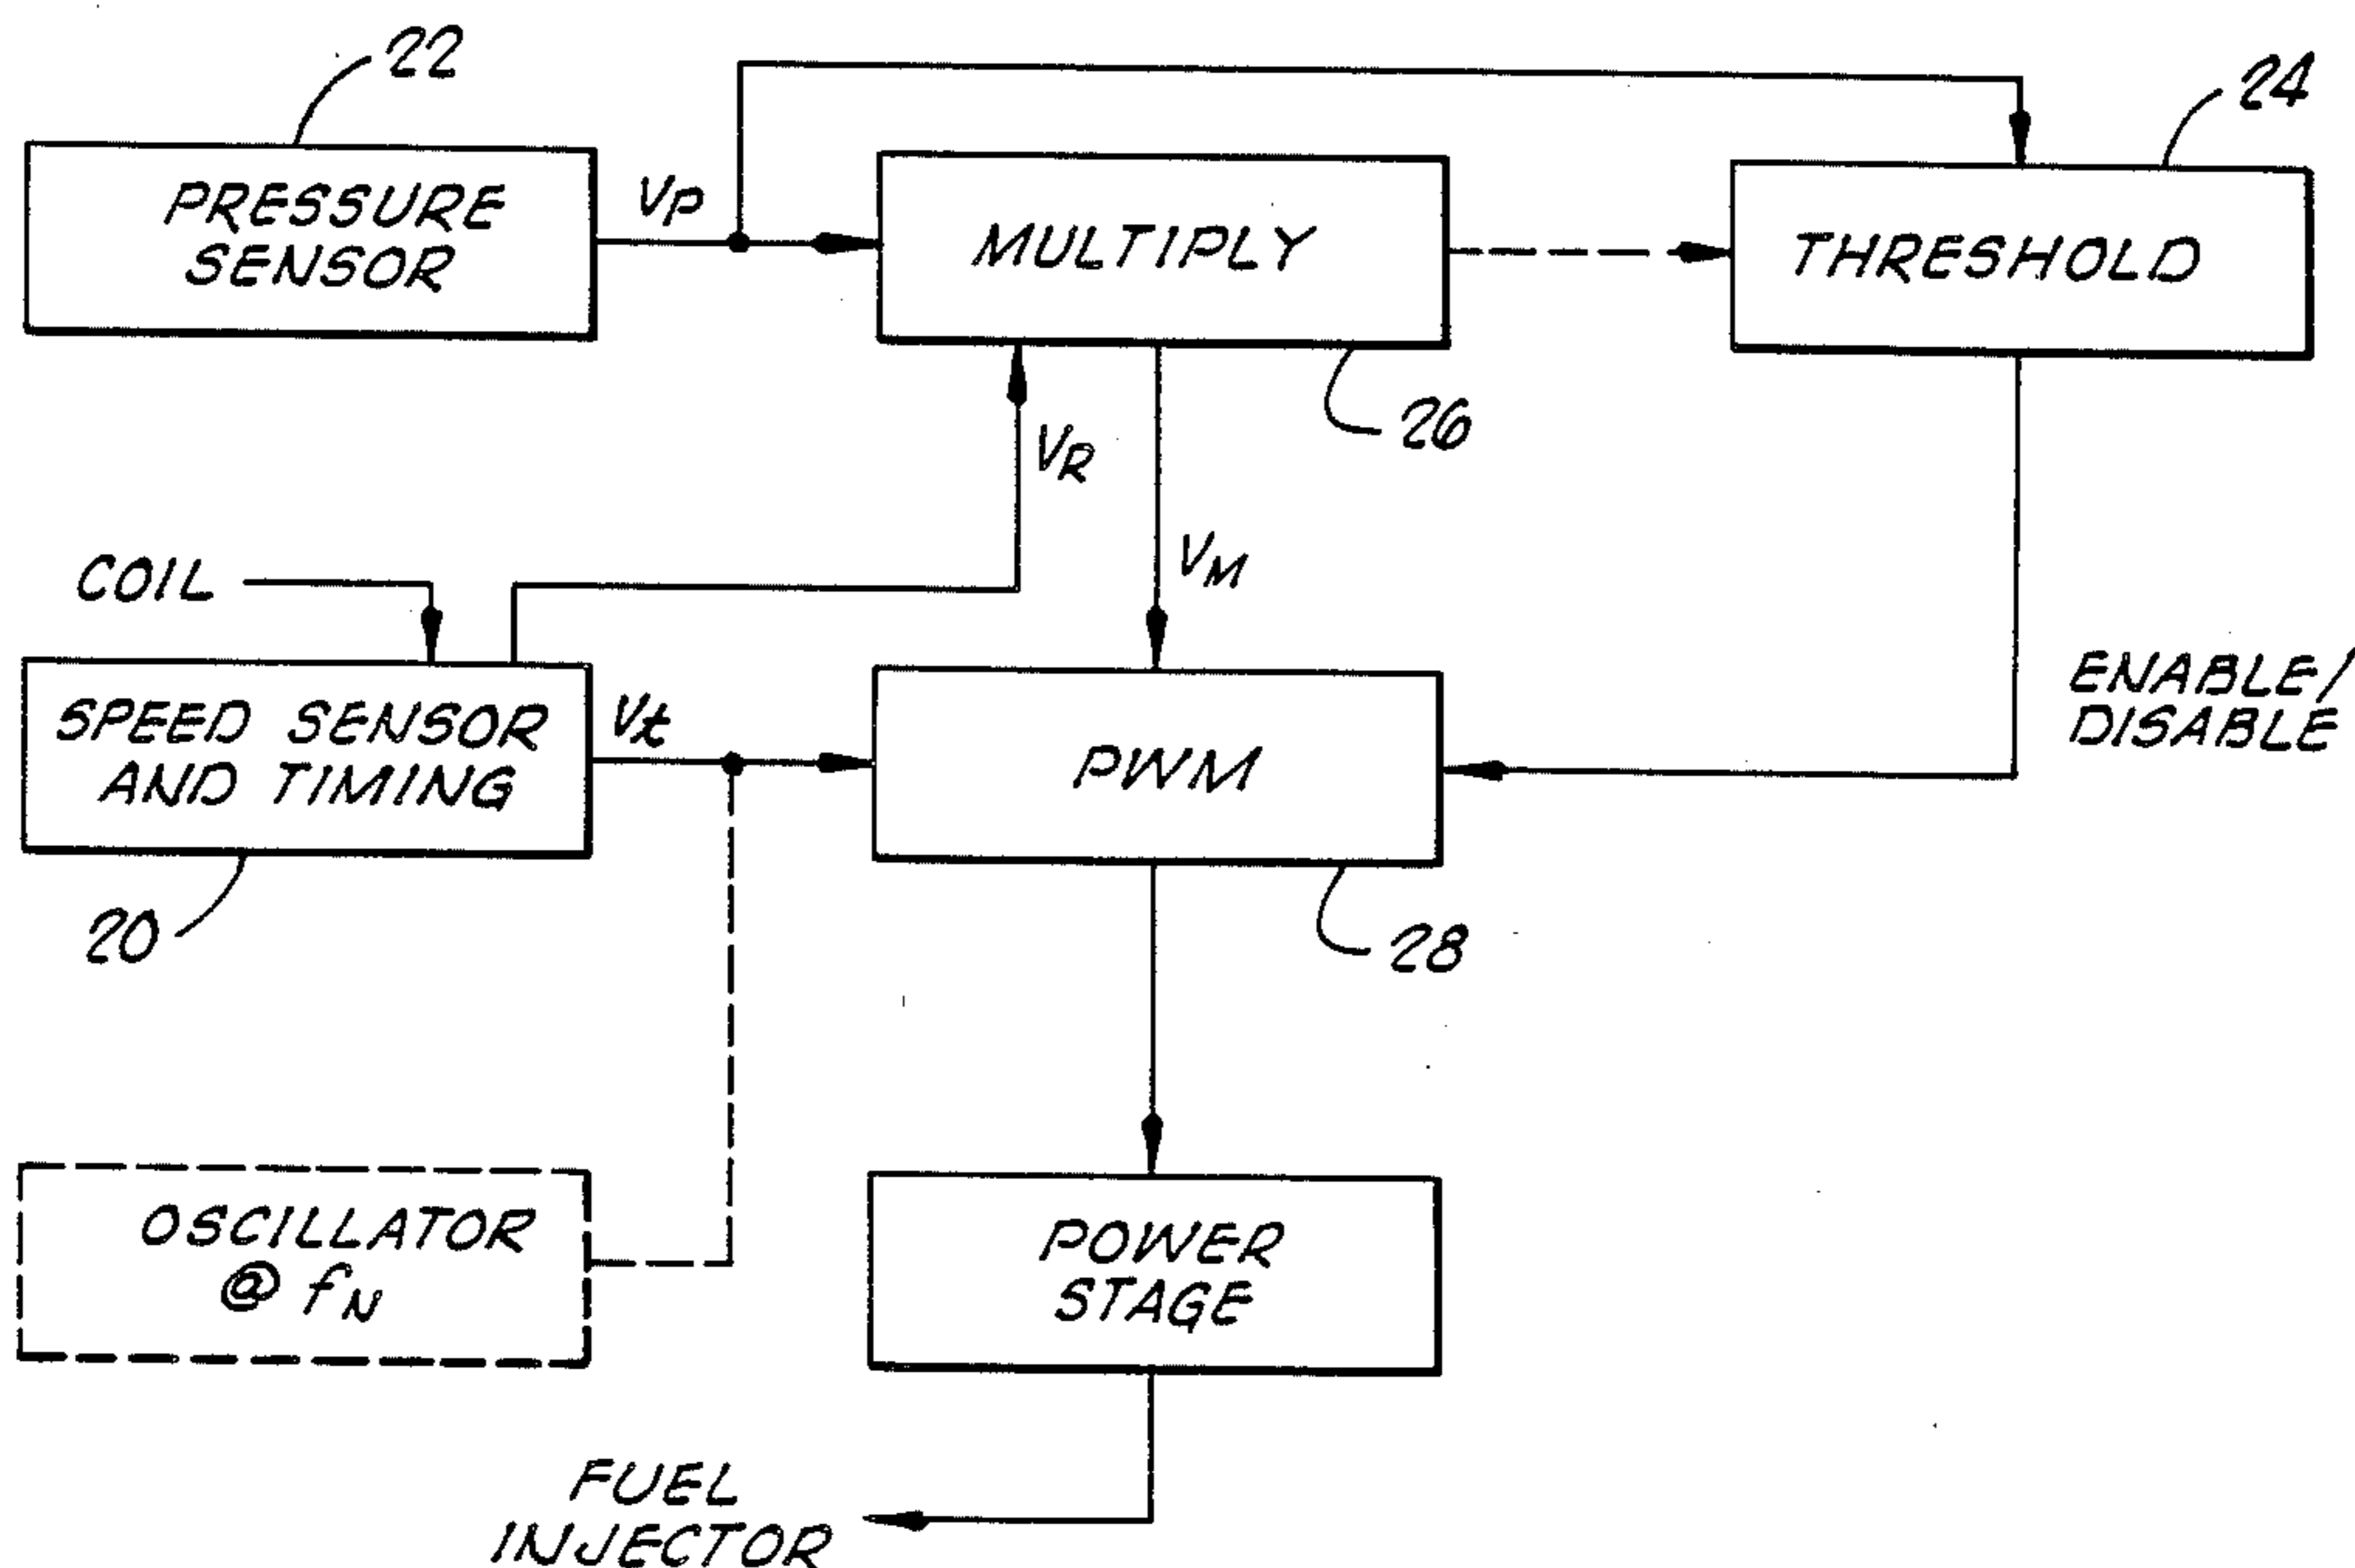 22
24
PRESSURE
SENSOR
VP
MULTIPLY
THRESHOLD
26
VR
COIL
VM
ENABLE/
DISABLE
SPEED SENSOR
AND TIMING
Vt
PWM
20
28
OSCILLATOR
@ fN
POWER
STAGE
FUEL
INJECTOR